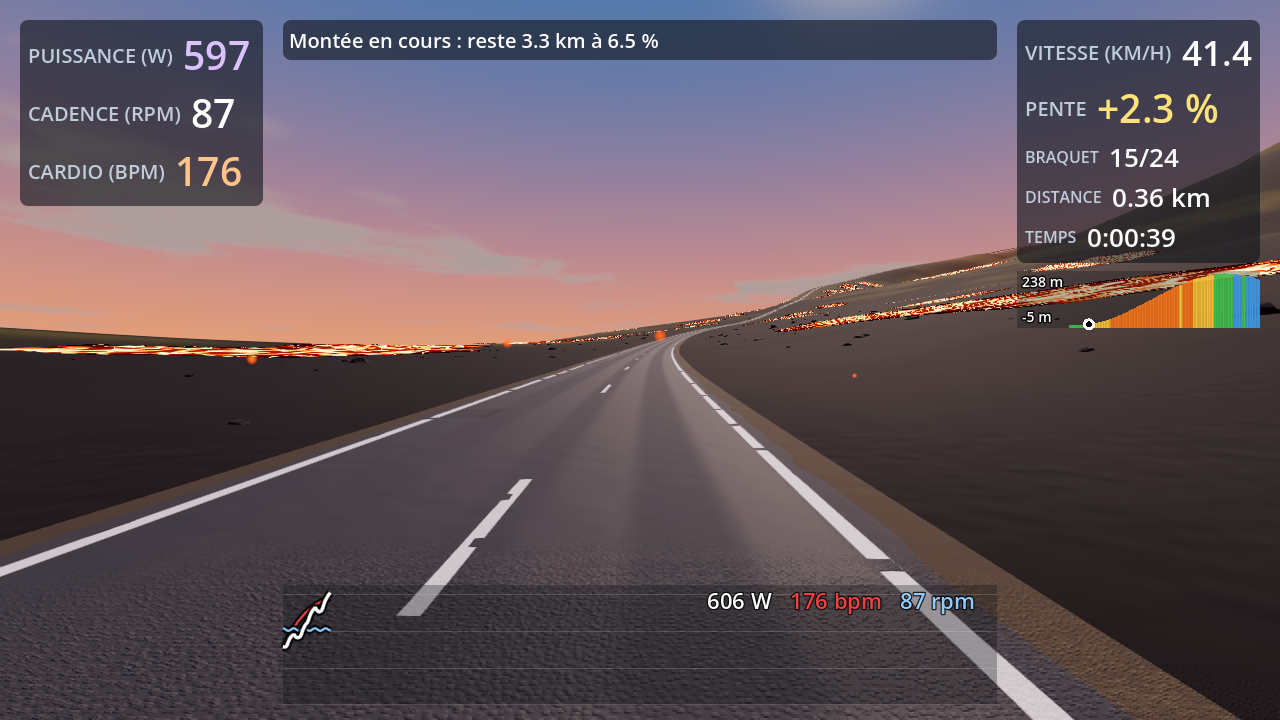 PUISSANCE (W) 597
CADENCE (RPM) 87
CARDIO (BPM) 176
Montée en cours : reste 3.3 km à 6.5 %
VITESSE (KM/H) 41.4
PENTE +2.3 %
BRAQUET 15/24
DISTANCE 0.36 km
TEMPS 0:00:39
238 m
-5 m
606 W 176 bpm 87 rpm